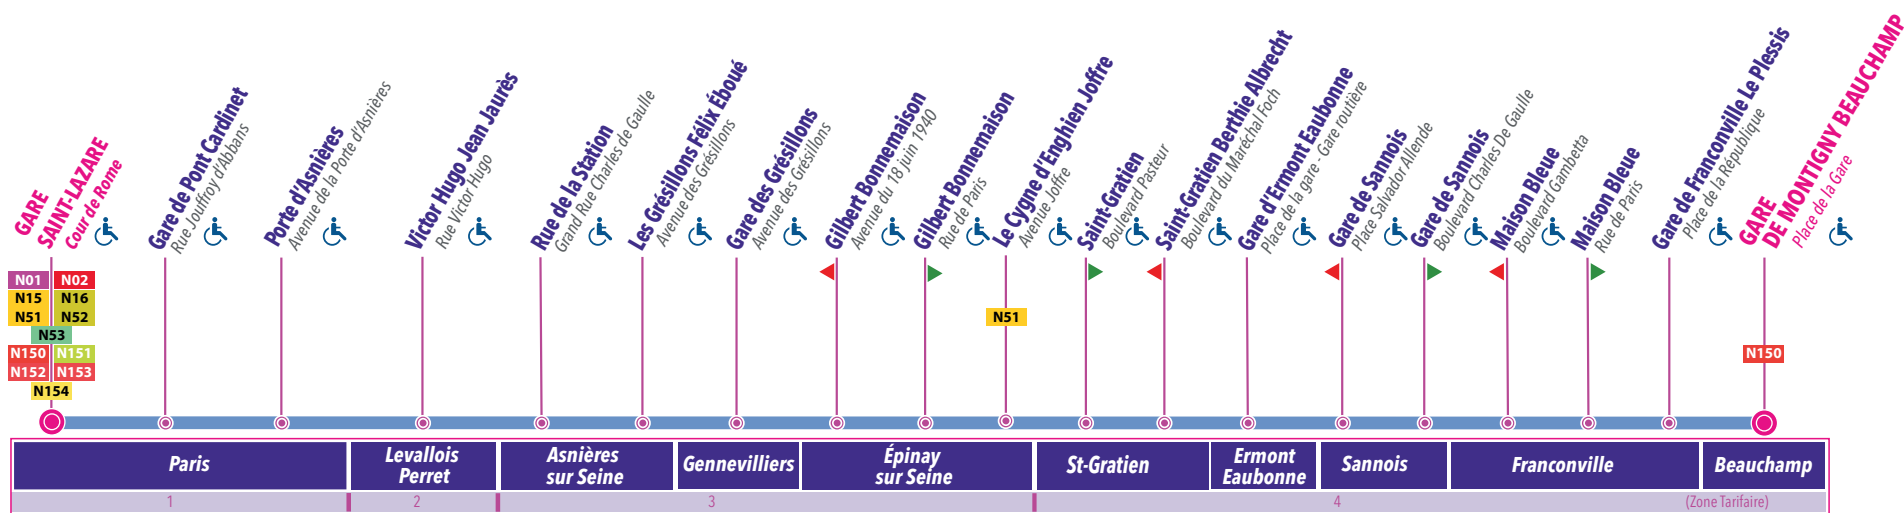 GARE
SAINT-LAZARE
Cour de Rome
Gare de Pont Cardinet
Rue Jouffroy d'Abbans
Porte d'Asnières
Avenue de la Porte d'Asnières
Victor Hugo Jean Jaurès
Rue Victor Hugo
Rue de la Station
Grand Rue Charles de Gaulle
Les Grésillons Félix Éboué
Avenue des Grésillons
Gare des Grésillons
Avenue des Grésillons
Gilbert Bonnemaison
Avenue du 18 juin 1940
Gilbert Bonnemaison
Rue de Paris
Le Cygne d'Enghien Joffre
Avenue Joffre
Saint-Gratien
Boulevard Pasteur
Saint-Gratien Berthie Albrecht
Boulevard du Maréchal Foch
Gare d'Ermont Eaubonne
Place de la gare - Gare routière
Gare de Sannois
Place Salvador Allende
Gare de Sannois
Boulevard Charles De Gaulle
Maison Bleue
Boulevard Gambetta
Maison Bleue
Rue de Paris
Gare de Franconville Le Plessis
Place de la République
GARE
DE MONTIGNY BEAUCHAMP
Place de la Gare
N01 N02
N15 N16
N51 N52
N53
N150 N151
N152 N153
N154
N51
N150
Paris
Levallois
Perret
Asnières
sur Seine
Gennevilliers
Épinay
sur Seine
St-Gratien
Ermont
Eaubonne
Sannois
Franconville
Beauchamp
1
2
3
4
(Zone Tarifaire)